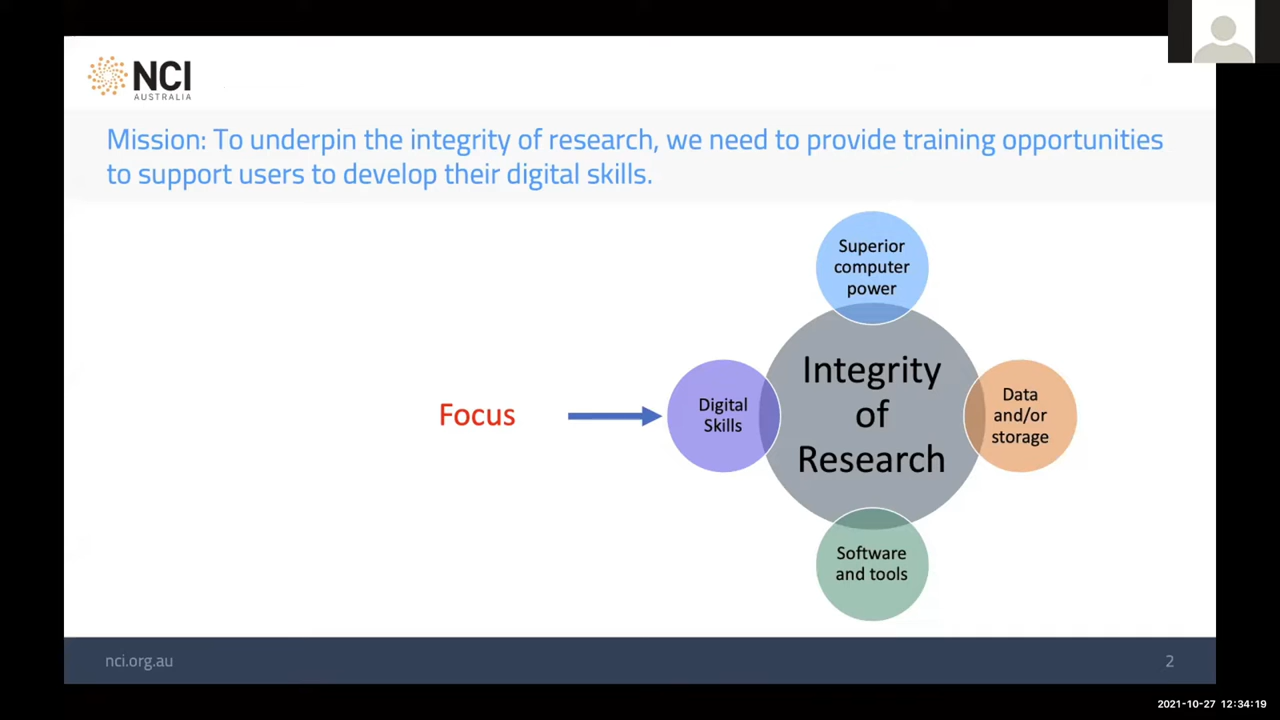 NCI
AUSTRALIA
Mission: To underpin the integrity of research, we need to provide training opportunities
to support users to develop their digital skills.
Superior
computer
power
Integrity
of
Research
Digital
Skills
Data
and/or
storage
Focus
Software
and tools
nci.org.au
2
2021-10-27 12:34:19